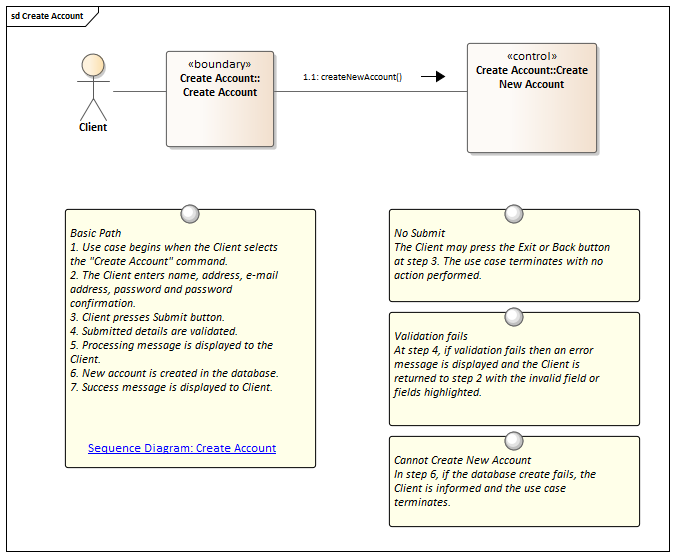 sd Create Account
«boundary»
Create Account::
Create Account
1.1: createNewAccount()
«control»
Create Account::Create
New Account
Client
Basic Path
1. Use case begins when the Client selects
the "Create Account" command.
2. The Client enters name, address, e-mail
address, password and password
confirmation.
3. Client presses Submit button.
4. Submitted details are validated.
5. Processing message is displayed to the
Client.
6. New account is created in the database.
7. Success message is displayed to Client.
Sequence Diagram: Create Account
No Submit
The Client may press the Exit or Back button
at step 3. The use case terminates with no
action performed.
Validation fails
At step 4, if validation fails then an error
message is displayed and the Client is
returned to step 2 with the invalid field or
fields highlighted.
Cannot Create New Account
In step 6, if the database create fails, the
Client is informed and the use case
terminates.